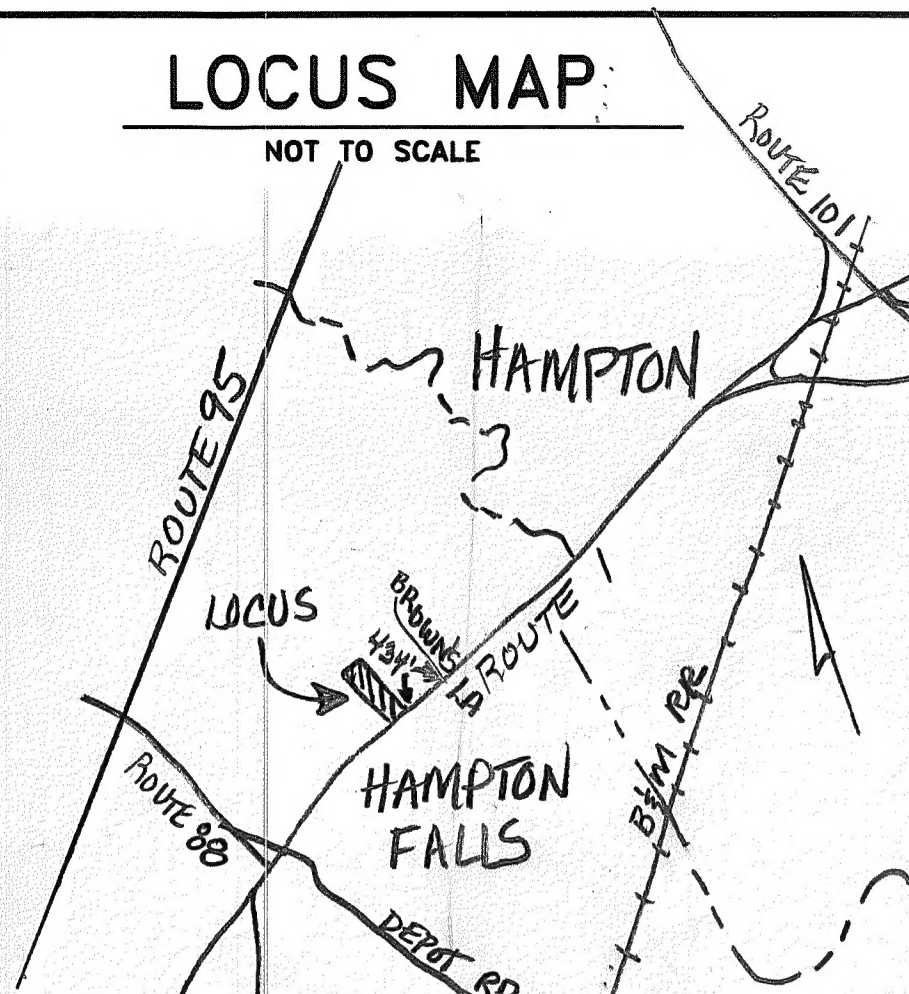 LOCUS MAP
NOT TO SCALE
ROUTE 101
HAMPTON
ROUTE 95
LOCUS
BROWN'S
LA
434'
ROUTE 1
B&M RR
HAMPTON
FALLS
ROUTE 88
DEPOT RD